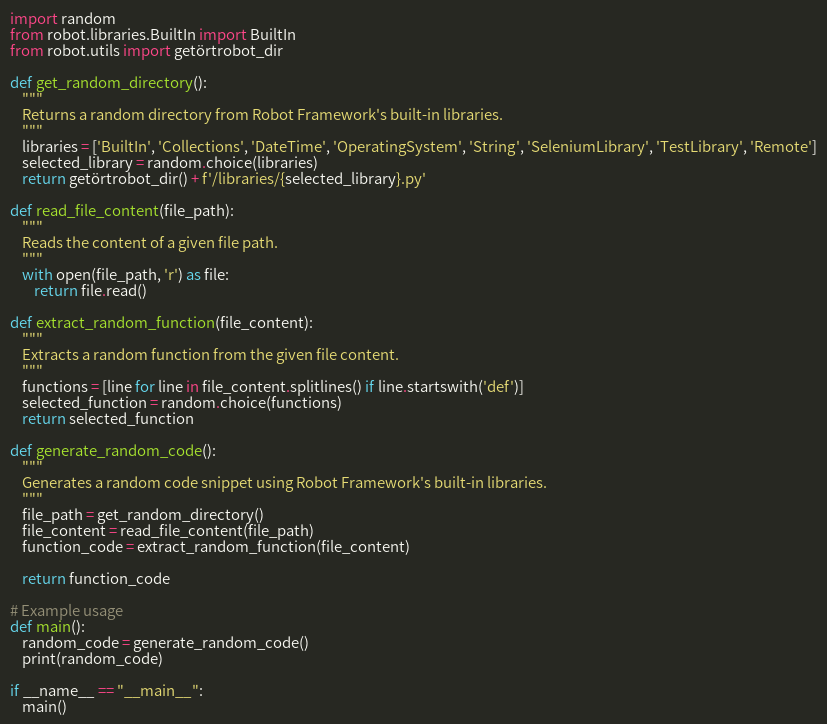 import random
from robot.libraries.BuiltIn import BuiltIn
from robot.utils import getörtrobot_dir

def get_random_directory():
    """
    Returns a random directory from Robot Framework's built-in libraries.
    """
    libraries = ['BuiltIn', 'Collections', 'DateTime', 'OperatingSystem', 'String', 'SeleniumLibrary', 'TestLibrary', 'Remote']
    selected_library = random.choice(libraries)
    return getörtrobot_dir() + f'/libraries/{selected_library}.py'

def read_file_content(file_path):
    """
    Reads the content of a given file path.
    """
    with open(file_path, 'r') as file:
        return file.read()

def extract_random_function(file_content):
    """
    Extracts a random function from the given file content.
    """
    functions = [line for line in file_content.splitlines() if line.startswith('def')]
    selected_function = random.choice(functions)
    return selected_function

def generate_random_code():
    """
    Generates a random code snippet using Robot Framework's built-in libraries.
    """
    file_path = get_random_directory()
    file_content = read_file_content(file_path)
    function_code = extract_random_function(file_content)

    return function_code

# Example usage
def main():
    random_code = generate_random_code()
    print(random_code)

if __name__ == "__main__":
    main()